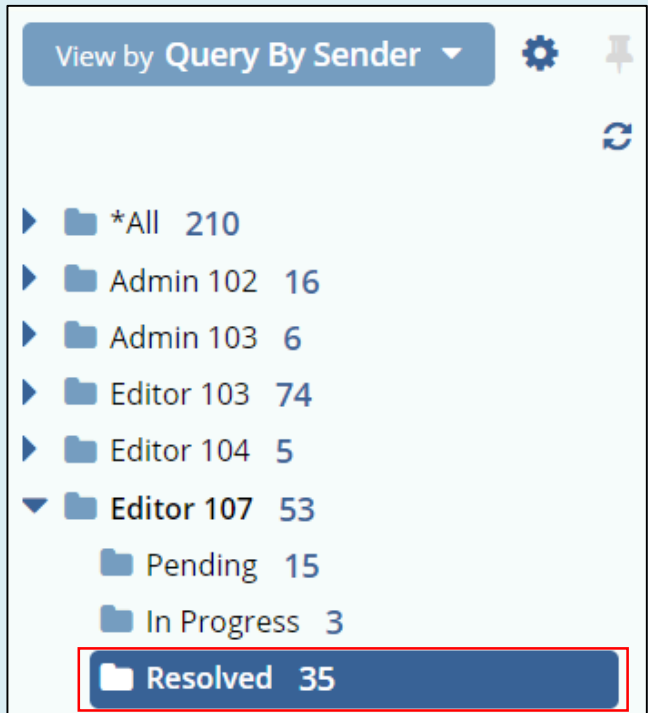 View by Query By Sender
*All 210
Admin 102 16
Admin 103 6
Editor 103 74
Editor 104 5
Editor 107 53
Pending 15
In Progress 3
Resolved 35